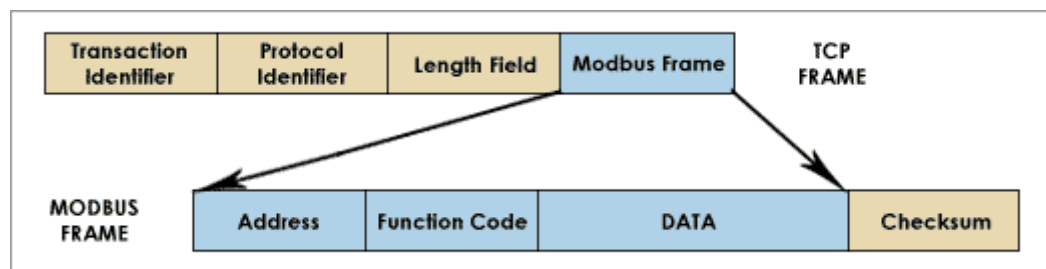 Transaction
Identifier
Protocol
Identifier
Length Field
Modbus Frame
TCP
FRAME
MODBUS
FRAME
Address
Function Code
DATA
Checksum